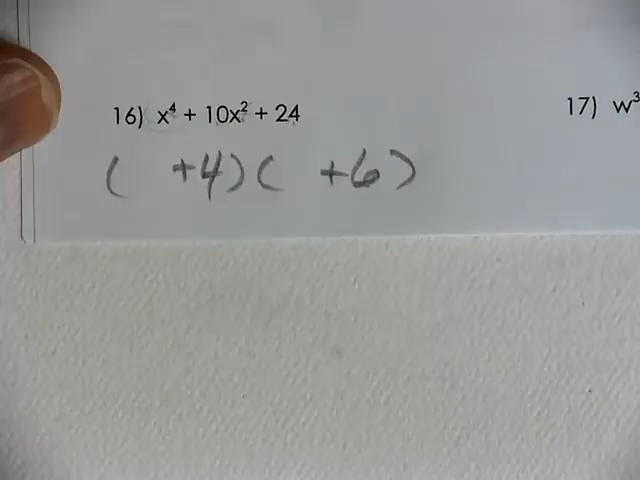 16) x⁴ + 10x² + 24
17) w³
( +4)( +6)